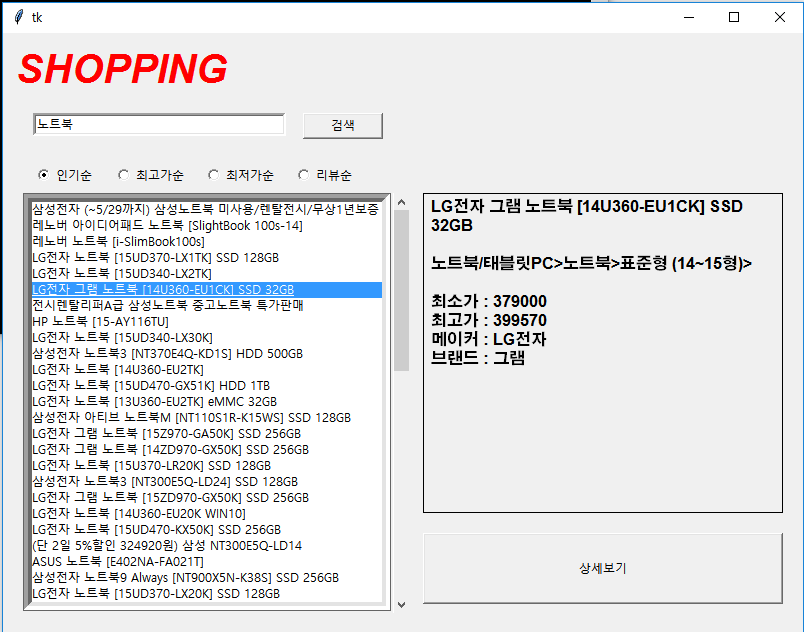 tk
SHOPPING
노트북
검색
인기순 최고가순 최저가순 리뷰순
삼성전자 (~5/29까지) 삼성노트북 미사용/렌탈전시/무상1년보증
레노버 아이디어패드 노트북 [SlightBook 100s-14]
레노버 노트북 [i-SlimBook100s]
LG전자 노트북 [15UD370-LX1TK] SSD 128GB
LG전자 노트북 [15UD340-LX2TK]
LG전자 그램 노트북 [14U360-EU1CK] SSD 32GB
전시렌탈리퍼A급 삼성노트북 중고노트북 특가판매
HP 노트북 [15-AY116TU]
LG전자 노트북 [15UD340-LX30K]
삼성전자 노트북3 [NT370E4Q-KD1S] HDD 500GB
LG전자 노트북 [14U360-EU2TK]
LG전자 노트북 [15UD470-GX51K] HDD 1TB
LG전자 노트북 [13U360-EU2TK] eMMC 32GB
삼성전자 아티브 노트북M [NT110S1R-K15WS] SSD 128GB
LG전자 그램 노트북 [15Z970-GA50K] SSD 256GB
LG전자 그램 노트북 [14ZD970-GX50K] SSD 256GB
LG전자 노트북 [15U370-LR20K] SSD 128GB
삼성전자 노트북3 [NT300E5Q-LD24] SSD 128GB
LG전자 그램 노트북 [15ZD970-GX50K] SSD 256GB
LG전자 노트북 [14U360-EU20K WIN10]
LG전자 노트북 [15UD470-KX50K] SSD 256GB
(단 2일 5%할인 324920원) 삼성 NT300E5Q-LD14
ASUS 노트북 [E402NA-FA021T]
삼성전자 노트북9 Always [NT900X5N-K38S] SSD 256GB
LG전자 노트북 [15UD370-LX20K] SSD 128GB
LG전자 그램 노트북 [14U360-EU1CK] SSD
32GB
노트북/태블릿PC>노트북>표준형 (14~15형)>
최소가 : 379000
최고가 : 399570
메이커 : LG전자
브랜드 : 그램
상세보기